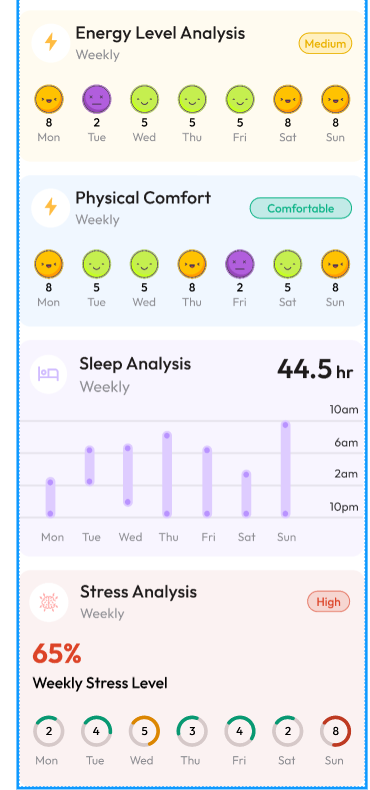 Energy Level Analysis
Weekly
Medium
8 2 5 5 5 8 8
Mon Tue Wed Thu Fri Sat Sun
Physical Comfort
Weekly
Comfortable
8 5 5 8 2 5 8
Mon Tue Wed Thu Fri Sat Sun
Sleep Analysis
Weekly
44.5 hr
10am
6am
2am
10pm
Mon Tue Wed Thu Fri Sat Sun
Stress Analysis
Weekly
High
65%
Weekly Stress Level
2 4 5 3 4 2 8
Mon Tue Wed Thu Fri Sat Sun